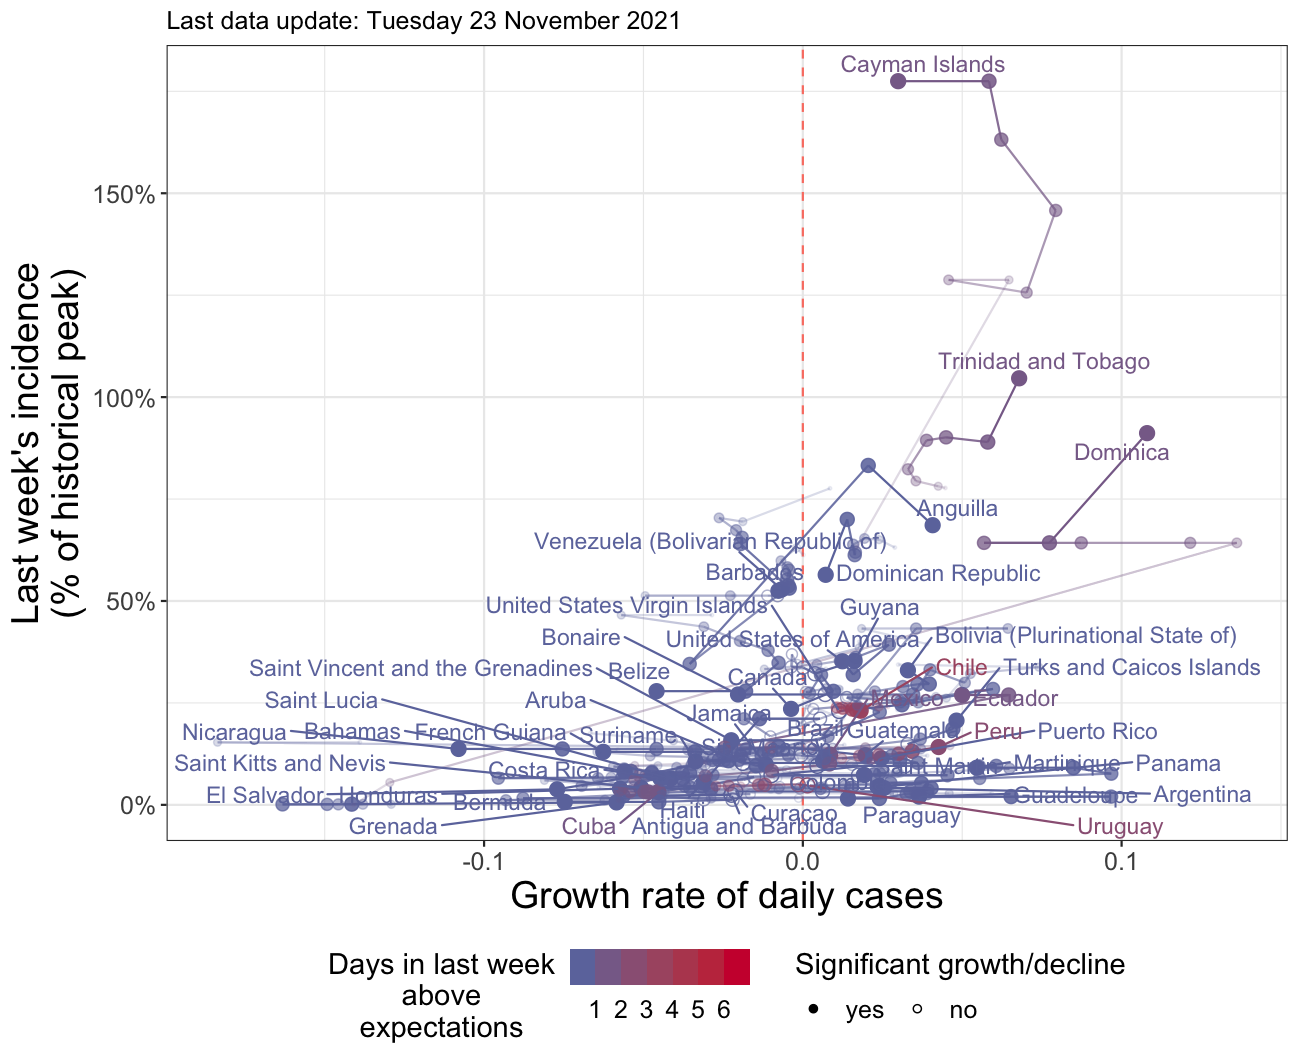 Last data update: Tuesday 23 November 2021
Last week's incidence
(% of historical peak)
150%
100%
50%
0%
Cayman Islands
Trinidad and Tobago
Dominica
Anguilla
Venezuela (Bolivarian Republic of)
Barbados
Dominican Republic
United States Virgin Islands
Guyana
Bonaire
United States of America
Bolivia (Plurinational State of)
Saint Vincent and the Grenadines
Belize
Chile
Turks and Caicos Islands
Canada
Saint Lucia
Aruba
Mexico
Ecuador
Jamaica
Nicaragua
Bahamas
French Guiana
Suriname
Brazil
Guatemala
Peru
Puerto Rico
Saint Kitts and Nevis
Costa Rica
Saint Martin
Martinique
Panama
El Salvador
Honduras
Bermuda
Colombia
Guadeloupe
Argentina
Haiti
Curaçao
Paraguay
Grenada
Cuba
Antigua and Barbuda
Uruguay
-0.1
0.0
0.1
Growth rate of daily cases
Days in last week
above
expectations
1 2 3 4 5 6
Significant growth/decline
yes
no